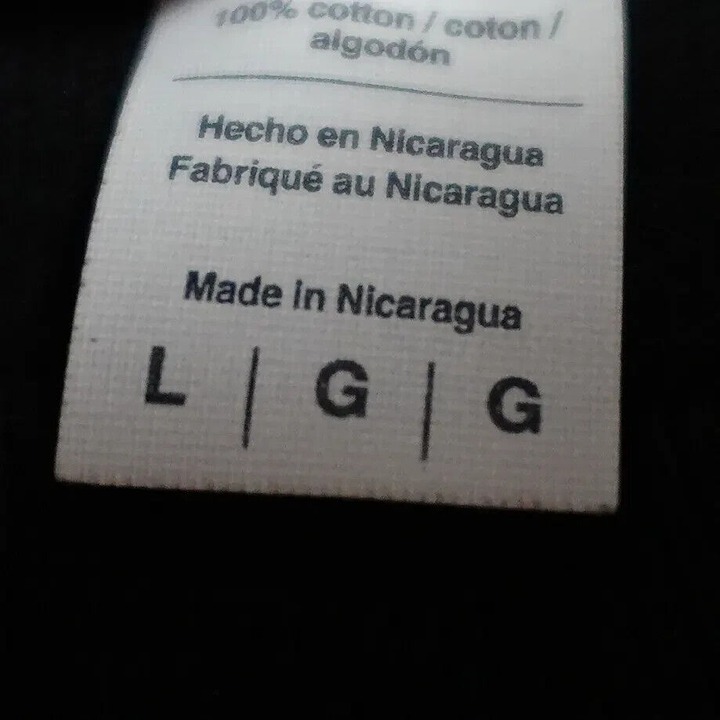 100% cotton / coton /
algodón
Hecho en Nicaragua
Fabriqué au Nicaragua
Made in Nicaragua
L | G | G